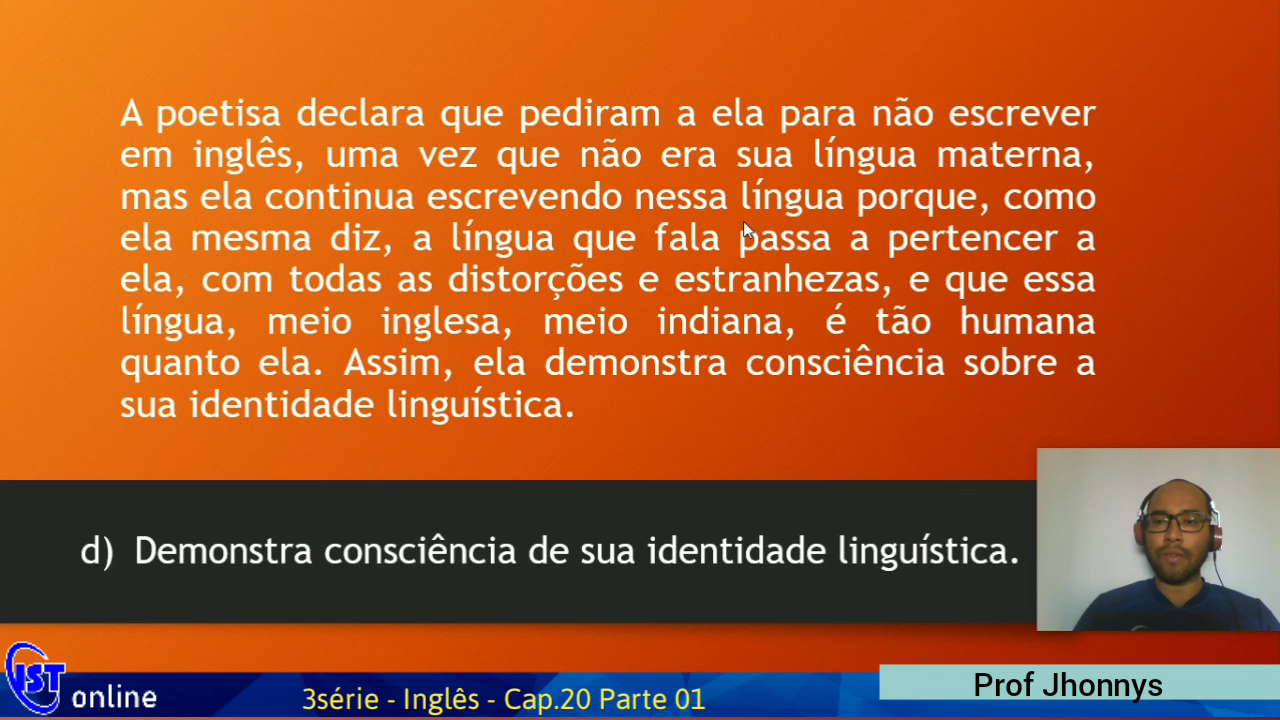 A poetisa declara que pediram a ela para não escrever
em inglês, uma vez que não era sua língua materna,
mas ela continua escrevendo nessa língua porque, como
ela mesma diz, a língua que fala passa a pertencer a
ela, com todas as distorções e estranhezas, e que essa
língua, meio inglesa, meio indiana, é tão humana
quanto ela. Assim, ela demonstra consciência sobre a
sua identidade linguística.
d) Demonstra consciência de sua identidade linguística.
IST
online
3série - Inglês - Cap.20 Parte 01
Prof Jhonnys